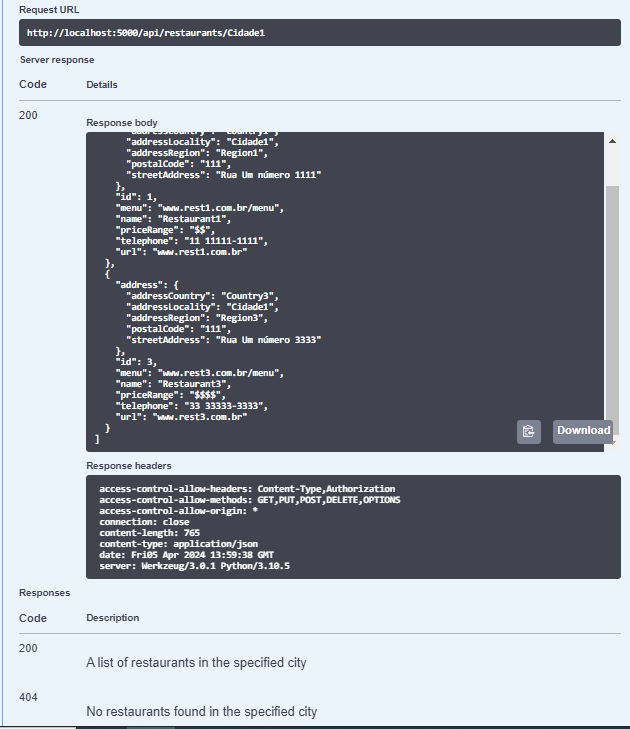 Request URL
http://localhost:5000/api/restaurants/Cidade1
Server response
Code Details
200
Response body
"addressCountry": "Country1",
"addressLocality": "Cidade1",
"addressRegion": "Region1",
"postalCode": "111",
"streetAddress": "Rua Um número 1111"
},
"id": 1,
"menu": "www.rest1.com.br/menu",
"name": "Restaurant1",
"priceRange": "$$",
"telephone": "11 11111-1111",
"url": "www.rest1.com.br"
},
{
"address": {
"addressCountry": "Country3",
"addressLocality": "Cidade1",
"addressRegion": "Region3",
"postalCode": "111",
"streetAddress": "Rua Um número 3333"
},
"id": 3,
"menu": "www.rest3.com.br/menu",
"name": "Restaurant3",
"priceRange": "$$$$",
"telephone": "33 33333-3333",
"url": "www.rest3.com.br"
}
]
Download
Response headers
access-control-allow-headers: Content-Type,Authorization
access-control-allow-methods: GET,PUT,POST,DELETE,OPTIONS
access-control-allow-origin: *
connection: close
content-length: 765
content-type: application/json
date: Fri05 Apr 2024 13:59:38 GMT
server: Werkzeug/3.0.1 Python/3.10.5
Responses
Code Description
200
A list of restaurants in the specified city
404
No restaurants found in the specified city